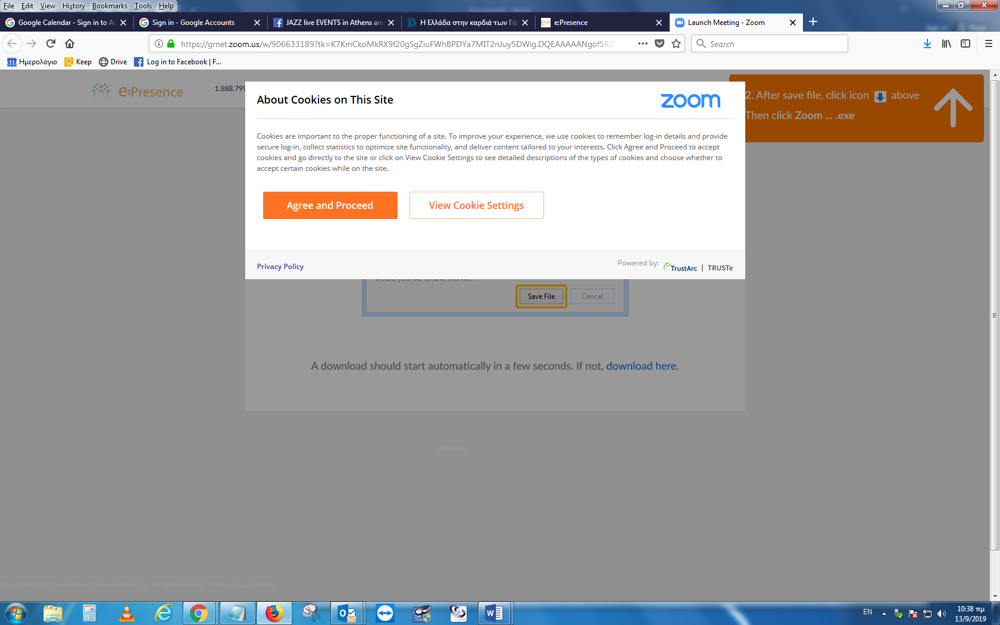 File Edit View History Bookmarks Tools Help
Google Calendar - Sign in to Ac
Sign in - Google Accounts
JAZZ live EVENTS in Athens and
Η Ελλάδα στην καρδιά των Γάλ
e:Presence
Launch Meeting - Zoom
https://grnet.zoom.us/w/906633189?tk=K7KmCkoMkRX9f20gSgZiuFWhBPDYa7MIT2nJuy5DWig.DQEAAAAANgof5RZ
Search
11 Ημερολόγιο Keep Drive Log in to Facebook | F...
e:Presence
1.888.799
About Cookies on This Site
zoom
Cookies are important to the proper functioning of a site. To improve your experience, we use cookies to remember log-in details and provide
secure log-in, collect statistics to optimize site functionality, and deliver content tailored to your interests. Click Agree and Proceed to accept
cookies and go directly to the site or click on View Cookie Settings to see detailed descriptions of the types of cookies and choose whether to
accept certain cookies while on the site.
Agree and Proceed
View Cookie Settings
Privacy Policy
Powered by: TrustArc | TRUSTe
2. After save file, click icon above
Then click Zoom ... .exe
Would you like to save this file?
Save File
Cancel
A download should start automatically in a few seconds. If not, download here.
ePresence
Copyright ©2019 Zoom Video Communications, Inc. All rights reserved. Privacy & Legal Policies
EN
10:38 πμ
13/9/2019